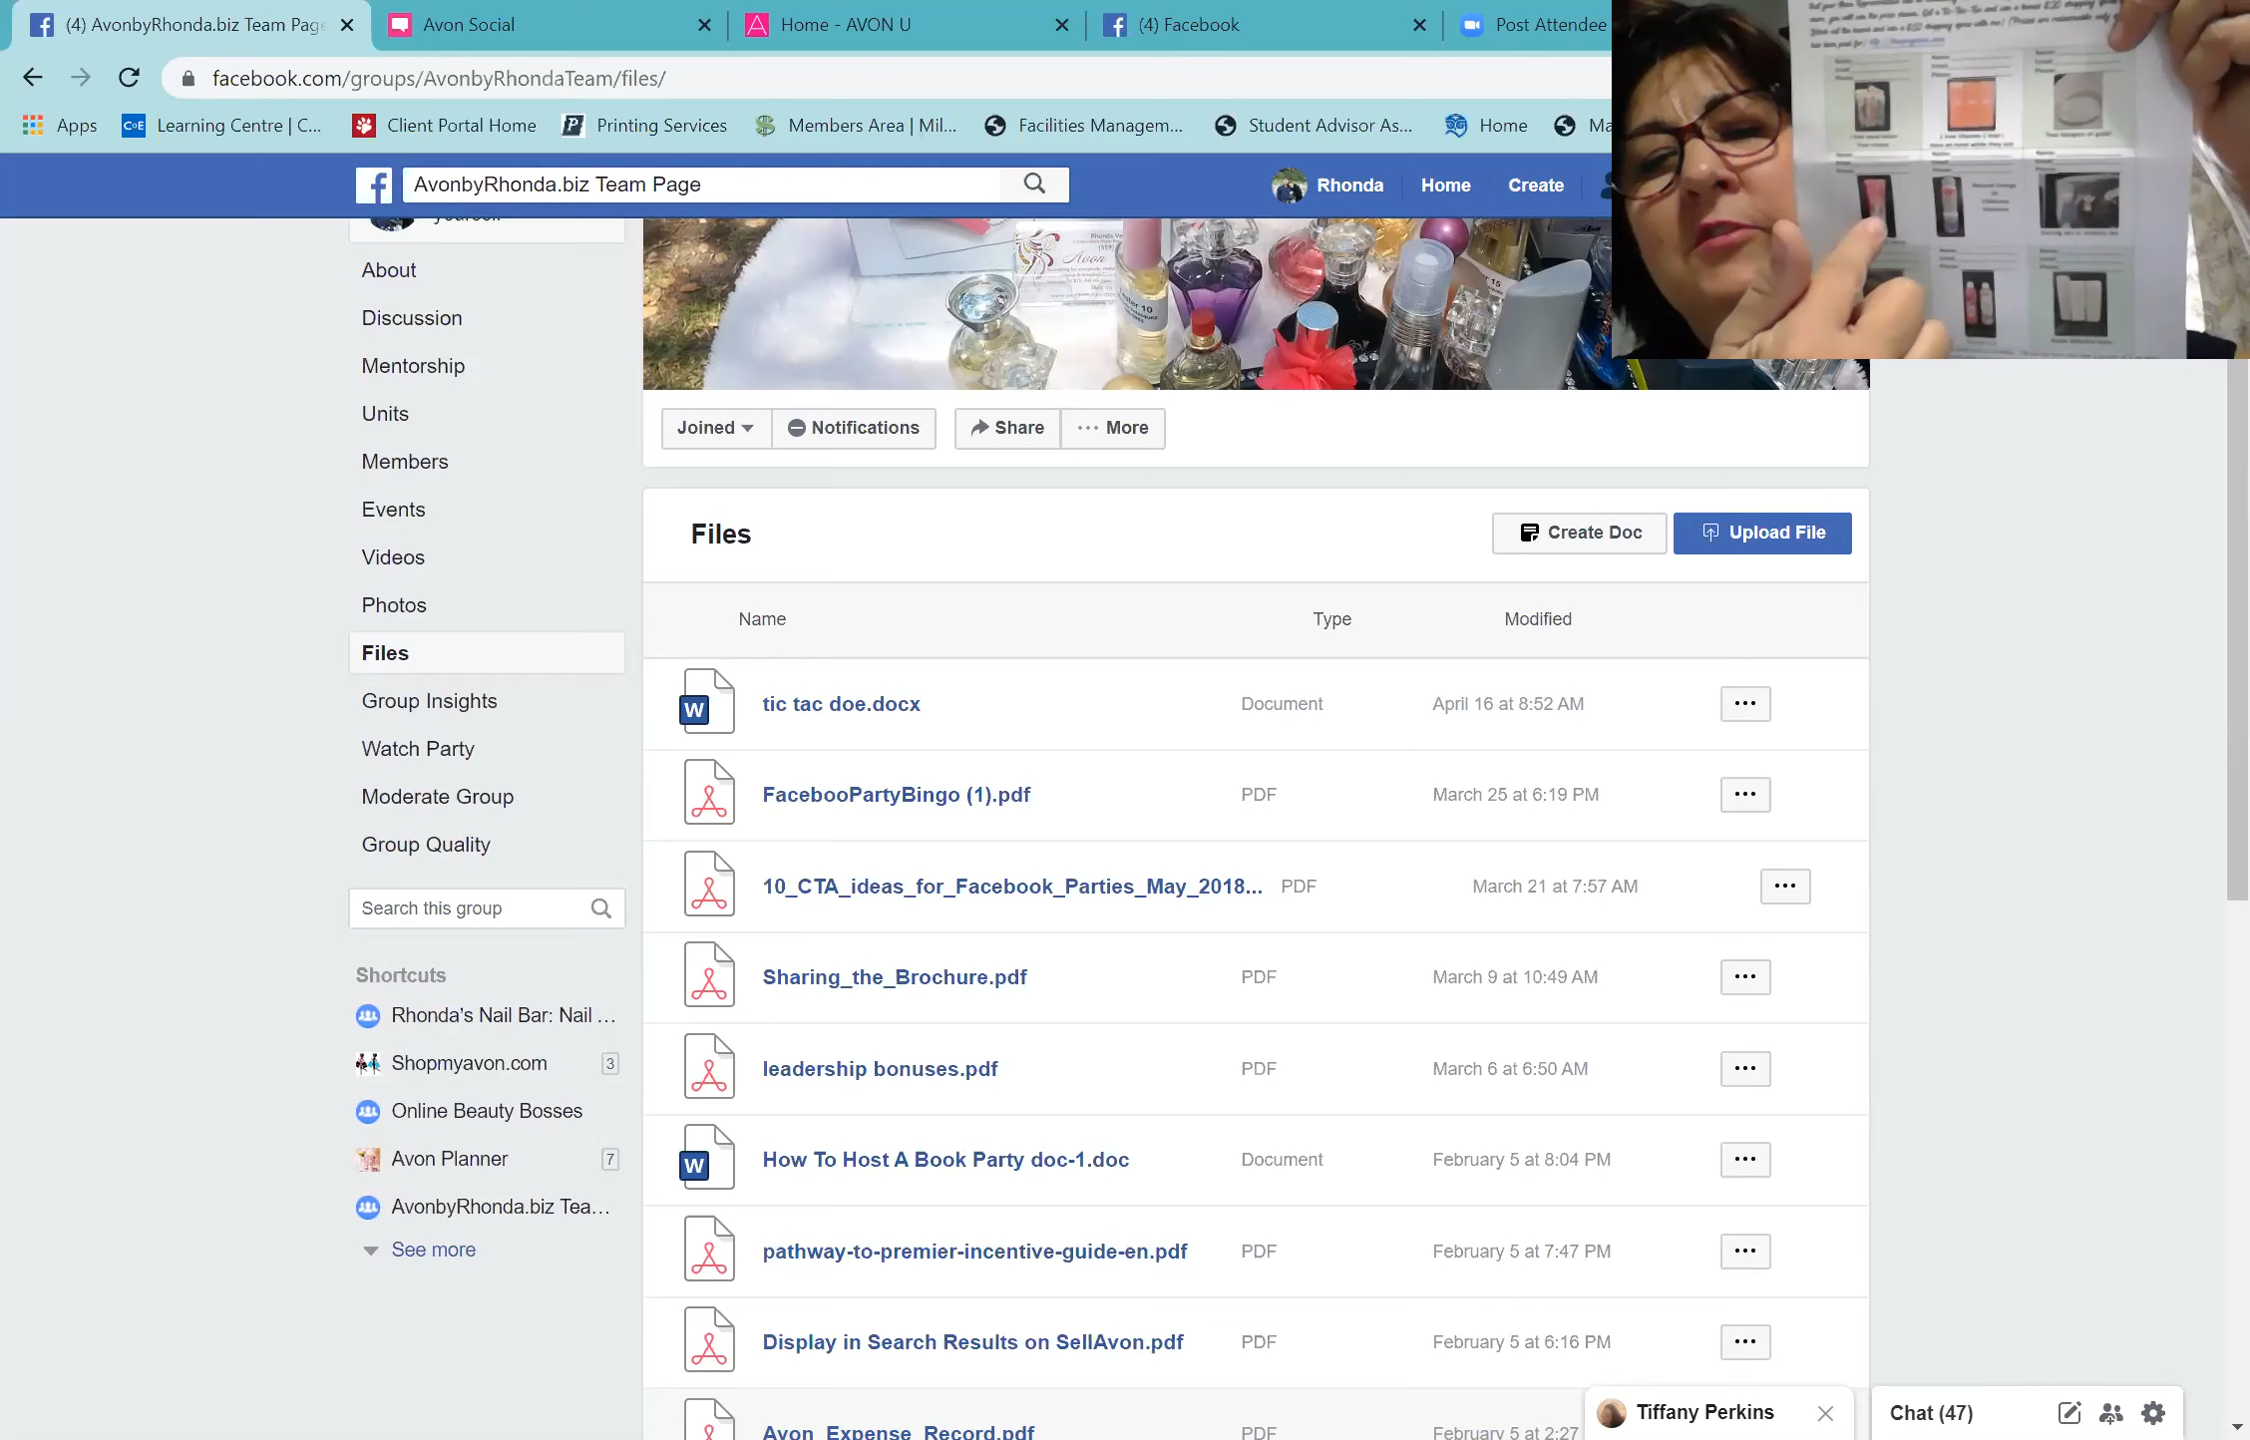 (4) AvonbyRhonda.biz Team Page
Avon Social
Home - AVON U
(4) Facebook
Post Attendee
facebook.com/groups/AvonbyRhondaTeam/files/
Apps
CoE Learning Centre | C...
Client Portal Home
Printing Services
Members Area | Mil...
Facilities Managem...
Student Advisor As...
Home
Ma
AvonbyRhonda.biz Team Page
Rhonda
Home
Create
About
Discussion
Mentorship
Units
Members
Events
Videos
Photos
Files
Group Insights
Watch Party
Moderate Group
Group Quality
Search this group
Shortcuts
Rhonda's Nail Bar: Nail ...
Shopmyavon.com 3
Online Beauty Bosses
Avon Planner 7
AvonbyRhonda.biz Tea...
See more
Avon
Joined
Notifications
Share
More
Files
Create Doc
Upload File
Name Type Modified
tic tac doe.docx Document April 16 at 8:52 AM
FacebooPartyBingo (1).pdf PDF March 25 at 6:19 PM
10_CTA_ideas_for_Facebook_Parties_May_2018... PDF March 21 at 7:57 AM
Sharing_the_Brochure.pdf PDF March 9 at 10:49 AM
leadership bonuses.pdf PDF March 6 at 6:50 AM
How To Host A Book Party doc-1.doc Document February 5 at 8:04 PM
pathway-to-premier-incentive-guide-en.pdf PDF February 5 at 7:47 PM
Display in Search Results on SellAvon.pdf PDF February 5 at 6:16 PM
Avon_Expense_Record.pdf PDF February 5 at 2:27
Tiffany Perkins
Chat (47)